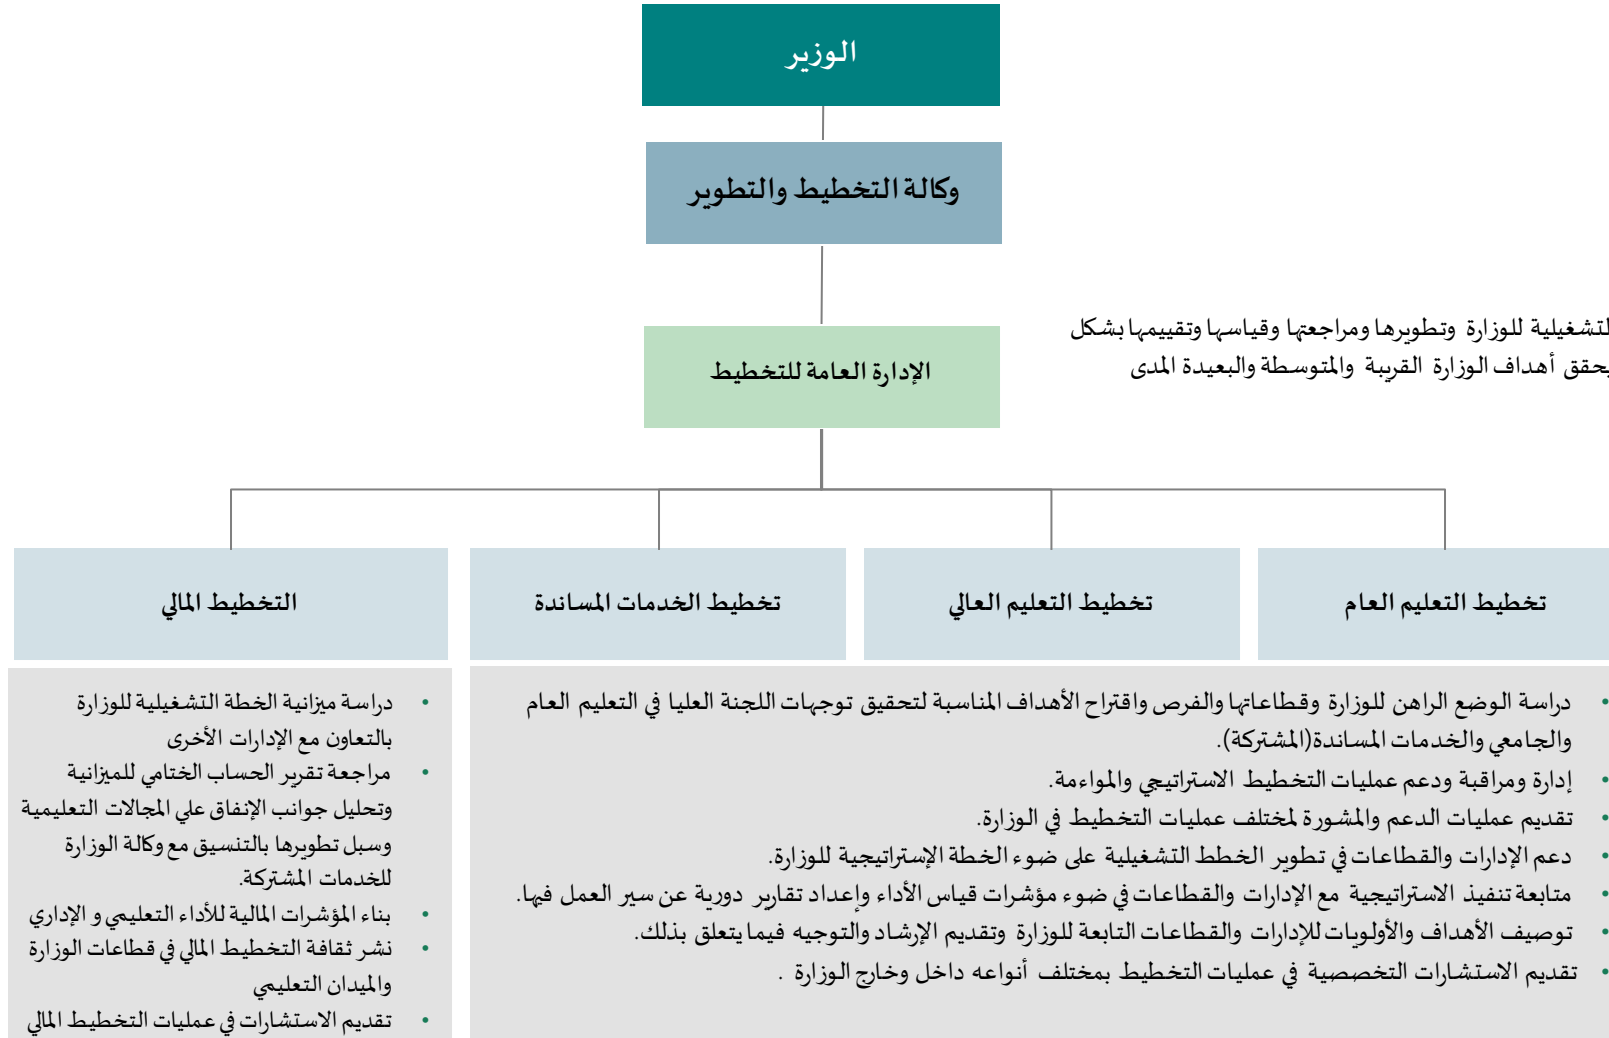 الوزير
وكالة التخطيط والتطوير
الإدارة العامة للتخطيط
لتشغيلية للوزارة وتطويرها ومراجعتها وقياسها وتقييمها بشكل
يحقق أهداف الوزارة القريبة والمتوسطة والبعيدة المدى
تخطيط التعليم العام
تخطيط التعليم العالي
تخطيط الخدمات المساندة
التخطيط المالي
• دراسة الوضع الراهن للوزارة وقطاعاتها والفرص واقتراح الأهداف المناسبة لتحقيق توجهات اللجنة العليا في التعليم العام
والجامعي والخدمات المساندة(المشتركة).
• إدارة ومراقبة ودعم عمليات التخطيط الاستراتيجي والمواءمة.
• تقديم عمليات الدعم والمشورة لمختلف عمليات التخطيط في الوزارة.
• دعم الإدارات والقطاعات في تطوير الخطط التشغيلية على ضوء الخطة الإستراتيجية للوزارة.
• متابعة تنفيذ الاستراتيجية مع الإدارات والقطاعات في ضوء مؤشرات قياس الأداء وإعداد تقارير دورية عن سير العمل فيها.
• توصيف الأهداف والأولويات للإدارات والقطاعات التابعة للوزارة وتقديم الإرشاد والتوجيه فيما يتعلق بذلك.
• تقديم الاستشارات التخصصية في عمليات التخطيط بمختلف أنواعه داخل وخارج الوزارة .
• دراسة ميزانية الخطة التشغيلية للوزارة
بالتعاون مع الإدارات الأخرى
• مراجعة تقرير الحساب الختامي للميزانية
وتحليل جوانب الإنفاق علي المجالات التعليمية
وسبل تطويرها بالتنسيق مع وكالة الوزارة
للخدمات المشتركة.
• بناء المؤشرات المالية للأداء التعليمي و الإداري
• نشر ثقافة التخطيط المالي في قطاعات الوزارة
والميدان التعليمي
• تقديم الاستشارات في عمليات التخطيط المالي